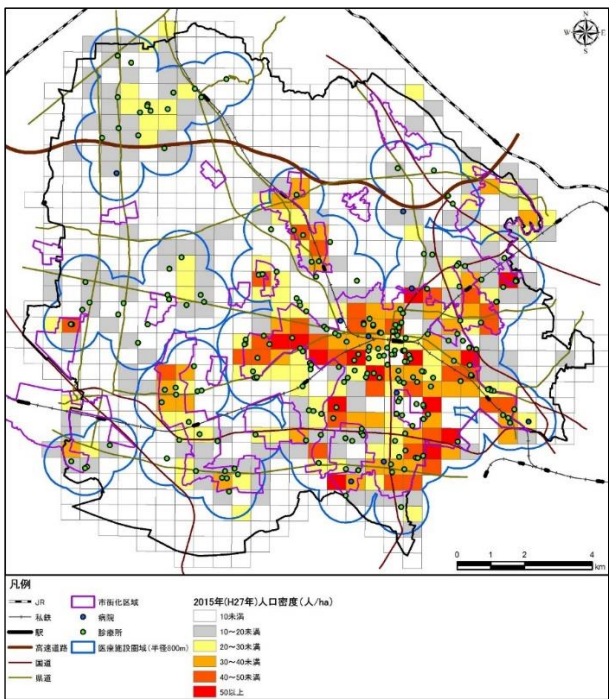 N
W E
S
0 1 2 4
km
凡例
JR
私鉄
駅
高速道路
国道
県道
市街化区域
病院
診療所
医療施設圏域(半径800m)
2015年(H27年)人口密度(人/ha)
10未満
10～20未満
20～30未満
30～40未満
40～50未満
50以上